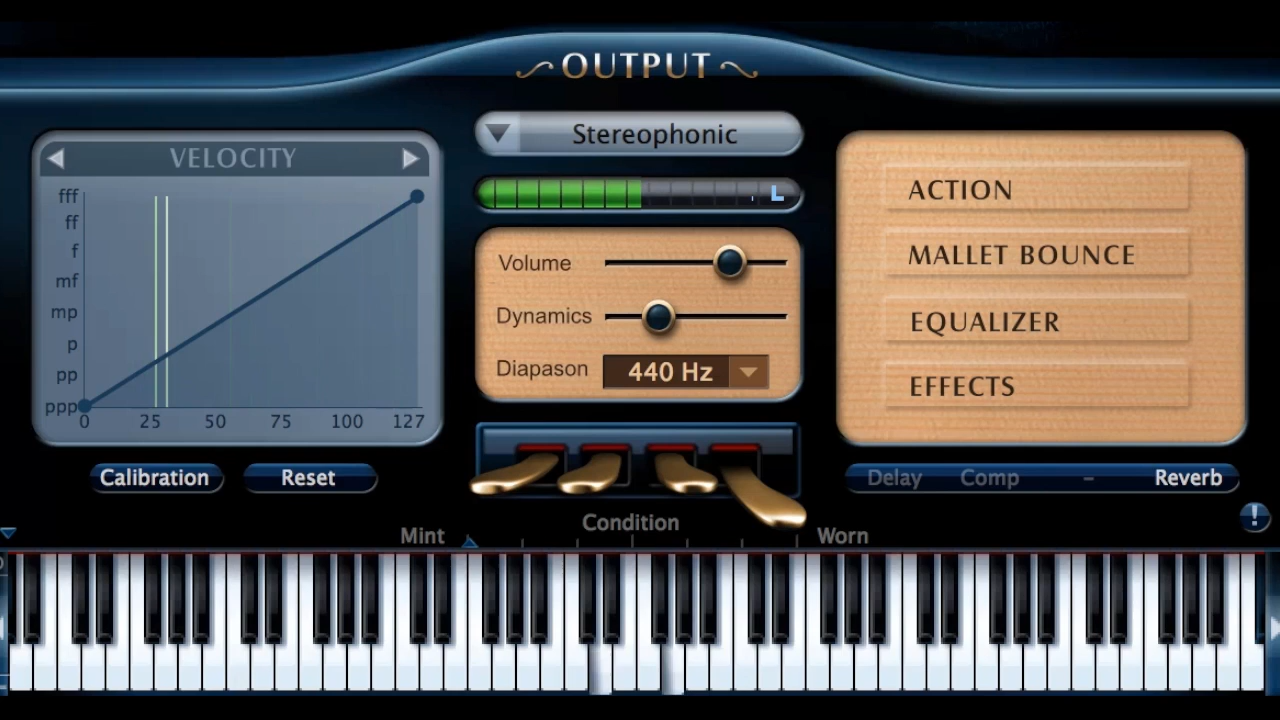 OUTPUT
Stereophonic
VELOCITY
fff
ff
f
mf
mp
p
pp
ppp
0 25 50 75 100 127
L
Volume
Dynamics
Diapason 440 Hz
ACTION
MALLET BOUNCE
EQUALIZER
EFFECTS
Calibration Reset
Delay Comp – Reverb
!
Mint Condition Worn